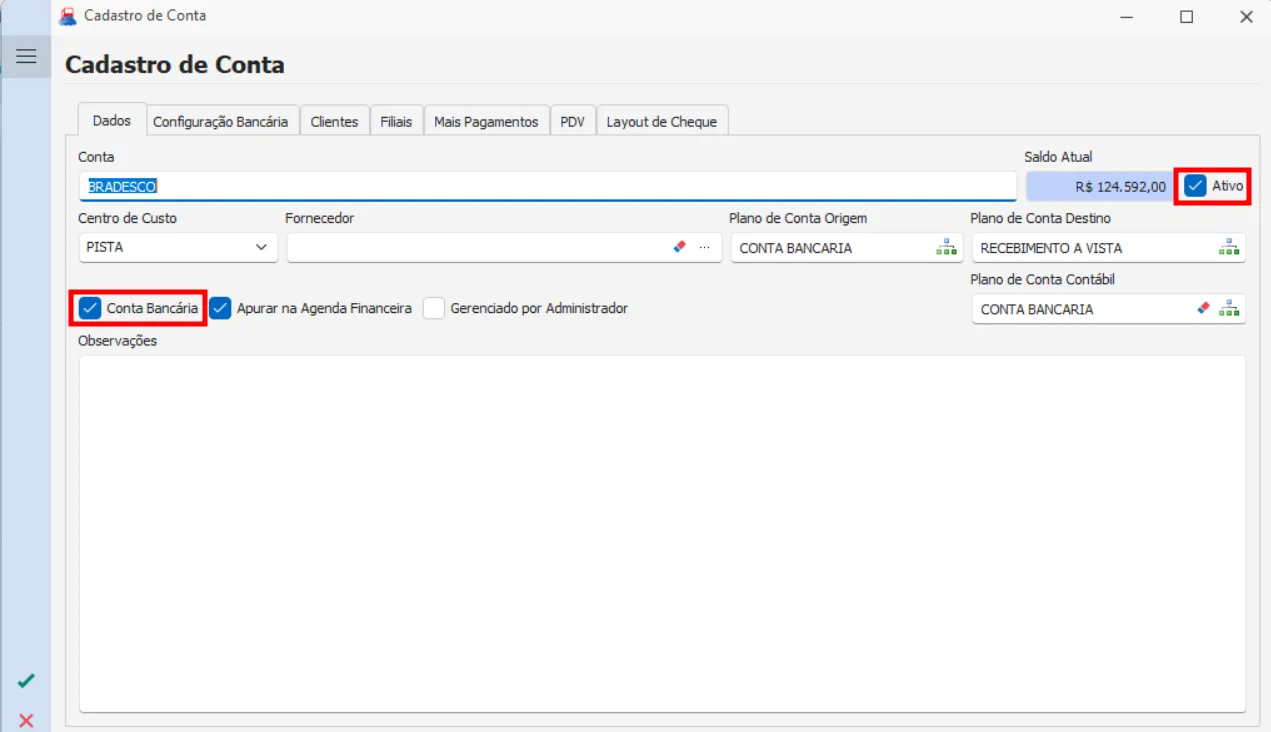 Cadastro de Conta
Cadastro de Conta
Dados Configuração Bancária Clientes Filiais Mais Pagamentos PDV Layout de Cheque
Conta Saldo Atual
BRADESCO R$ 124.592,00 Ativo
Centro de Custo Fornecedor Plano de Conta Origem Plano de Conta Destino
PISTA ... CONTA BANCARIA RECEBIMENTO A VISTA
Plano de Conta Contábil
Conta Bancária Apurar na Agenda Financeira Gerenciado por Administrador CONTA BANCARIA
Observações